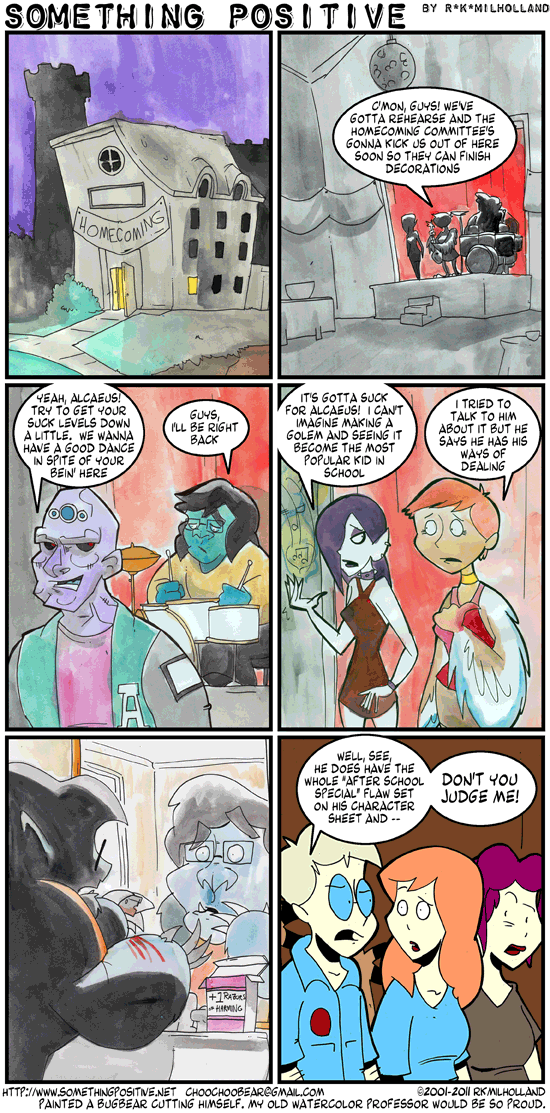 SOMETHING POSITIVE BY R*K*MILHOLLAND
HOMECOMING
C'MON, GUYS! WE'VE
GOTTA REHEARSE AND THE
HOMECOMING COMMITTEE'S
GONNA KICK US OUT OF HERE
SOON SO THEY CAN FINISH
DECORATIONS
YEAH, ALCAEUS!
TRY TO GET YOUR
SUCK LEVELS DOWN
A LITTLE. WE WANNA
HAVE A GOOD DANCE
IN SPITE OF YOUR
BEIN' HERE
GUYS,
I'LL BE RIGHT
BACK
A
IT'S GOTTA SUCK
FOR ALCAEUS! I CAN'T
IMAGINE MAKING A
GOLEM AND SEEING IT
BECOME THE MOST
POPULAR KID IN
SCHOOL
I TRIED TO
TALK TO HIM
ABOUT IT BUT HE
SAYS HE HAS HIS
WAYS OF
DEALING
+1 RAZORS
OF HARMING
WELL, SEE,
HE DOES HAVE THE
WHOLE "AFTER SCHOOL
SPECIAL" FLAW SET
ON HIS CHARACTER
SHEET AND --
DON'T YOU
JUDGE ME!
HTTP://WWW.SOMETHINGPOSITIVE.NET CHOOCHOOBEAR@GMAIL.COM ©2001-2011 RKMILHOLLAND
PAINTED A BUGBEAR CUTTING HIMSELF. MY OLD WATERCOLOR PROFESSOR WOULD BE SO PROUD.